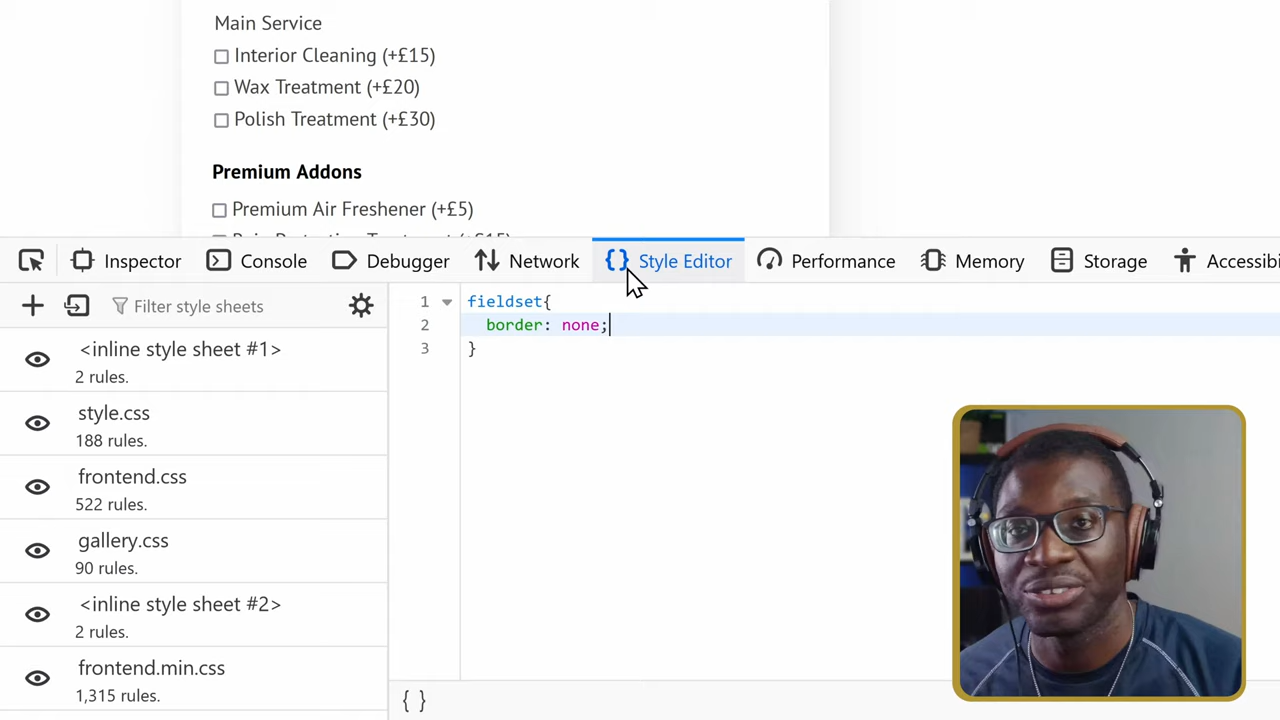 Main Service
Interior Cleaning (+£15)
Wax Treatment (+£20)
Polish Treatment (+£30)
Premium Addons
Premium Air Freshener (+£5)
Inspector
Console
Debugger
Network
Style Editor
Performance
Memory
Storage
Accessibi
Filter style sheets
<inline style sheet #1>
2 rules.
style.css
188 rules.
frontend.css
522 rules.
gallery.css
90 rules.
<inline style sheet #2>
2 rules.
frontend.min.css
1,315 rules.
1 fieldset{
2 border: none;
3 }
{ }